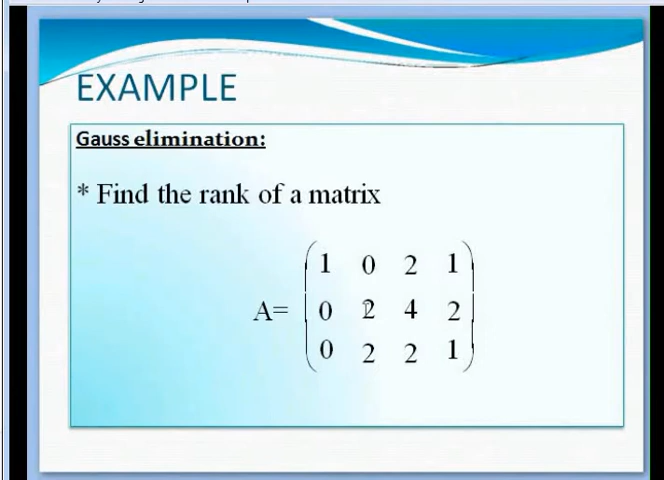 EXAMPLE
Gauss elimination:
* Find the rank of a matrix
1 0 2 1
A= 0 2 4 2
0 2 2 1